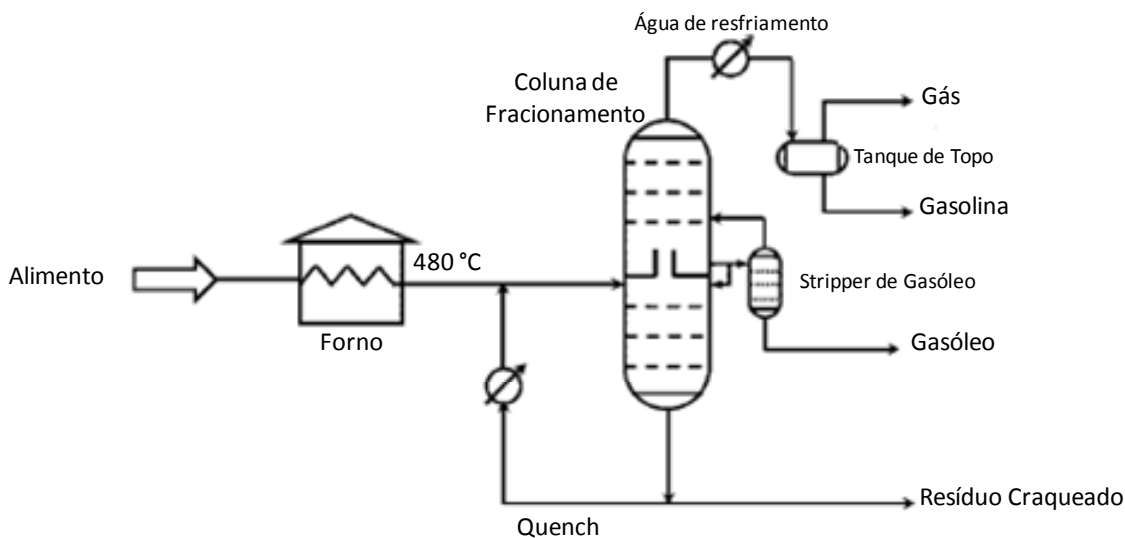 Água de resfriamento
Coluna de
Fracionamento
Gás
Tanque de Topo
Gasolina
480 °C
Alimento
Stripper de Gasóleo
Forno
Gasóleo
Resíduo Craqueado
Quench